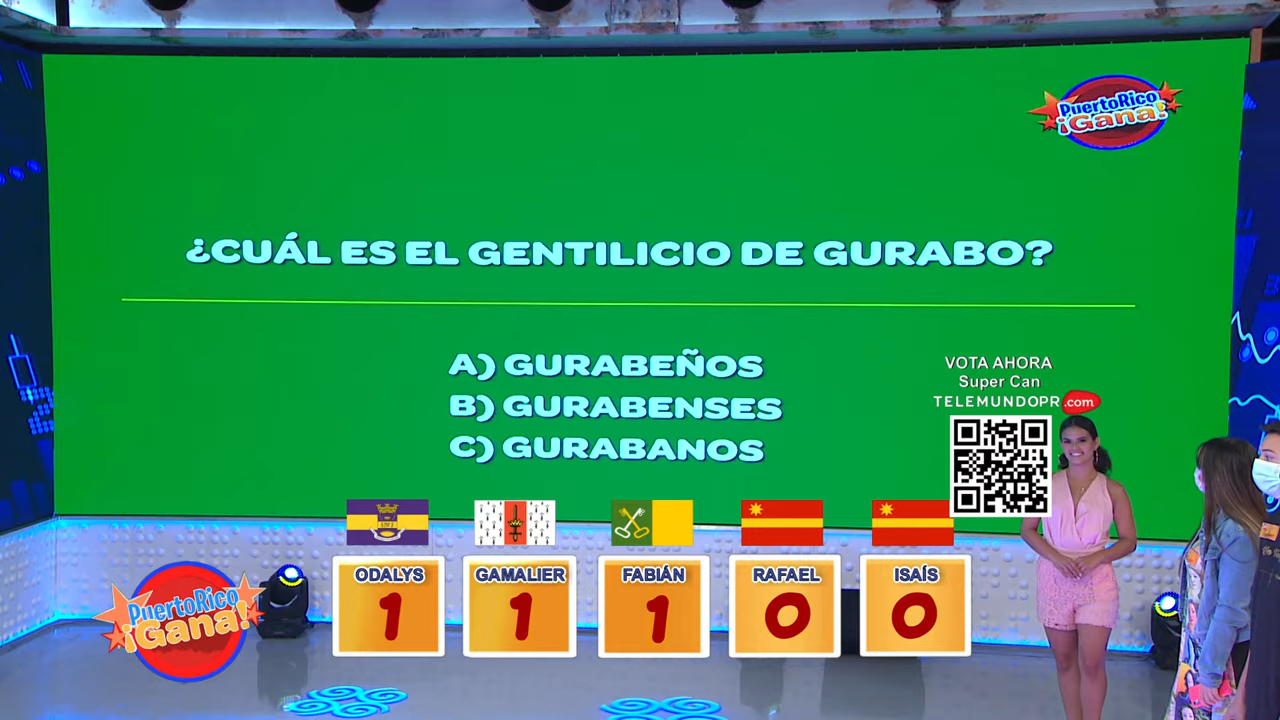 PuertoRico
¡Gana!
¿CUÁL ES EL GENTILICIO DE GURABO?
A) GURABEÑOS
B) GURABENSES
C) GURABANOS
VOTA AHORA
Super Can
TELEMUNDOPR.com
ODALYS
1
GAMALIER
1
FABIÁN
1
RAFAEL
0
ISAÍS
0
PuertoRico
¡Gana!